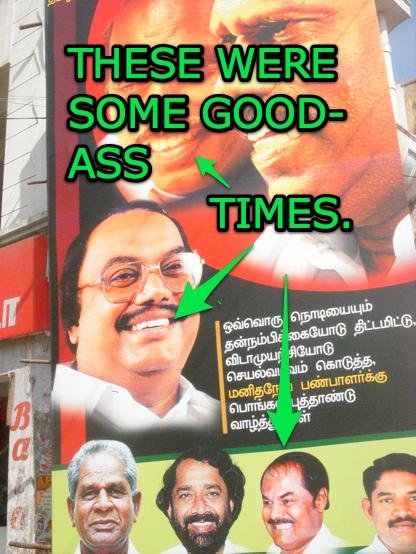 THESE WERE
SOME GOOD-
ASS
TIMES.
ஒவ்வொரு நொடியையும்
தன்நம்பிக்கையோடு திட்டமிட்டு,
விடாமுயற்சியோடு
செயல்வடிவம் கொடுத்த,
மனிதநேய பண்பாளர்க்கு
பொங்கல் புத்தாண்டு
வாழ்த்துகள்